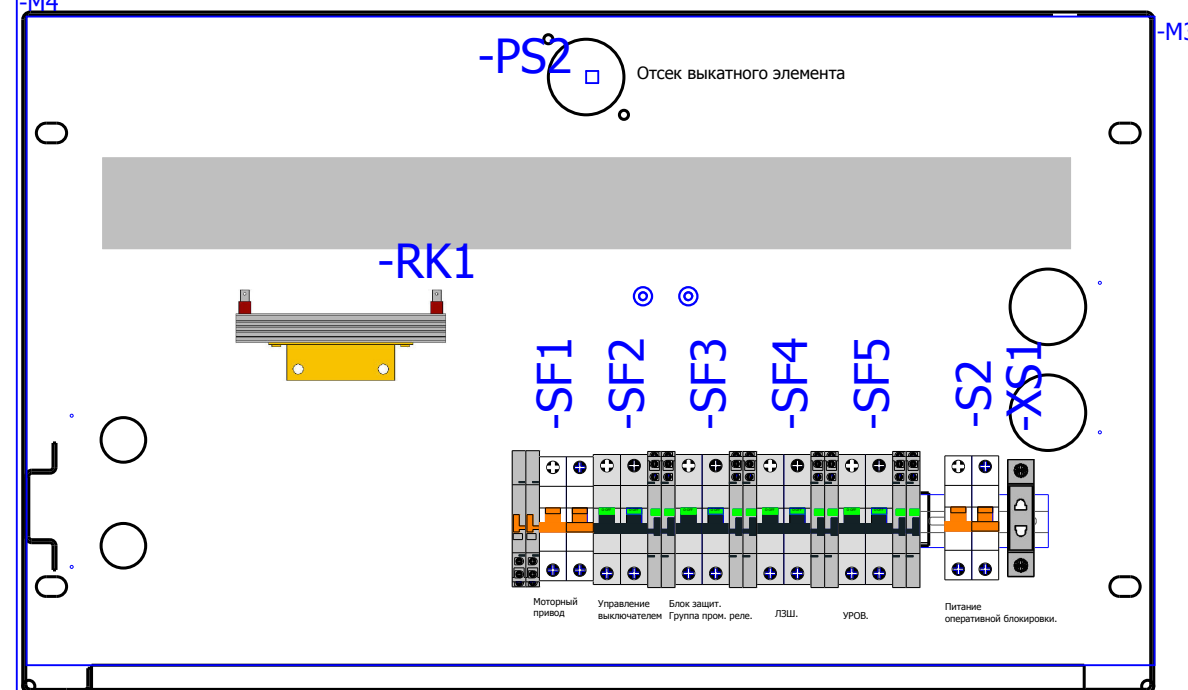 -M4
-M3
-PS2
Отсек выкатного элемента
-RK1
-SF1
-SF2
-SF3
-SF4
-SF5
-S2
-XS1
Моторный
привод
Управление
выключателем
Блок защит.
Группа пром. реле.
ЛЗШ.
УРОВ.
Питание
оперативной блокировки.